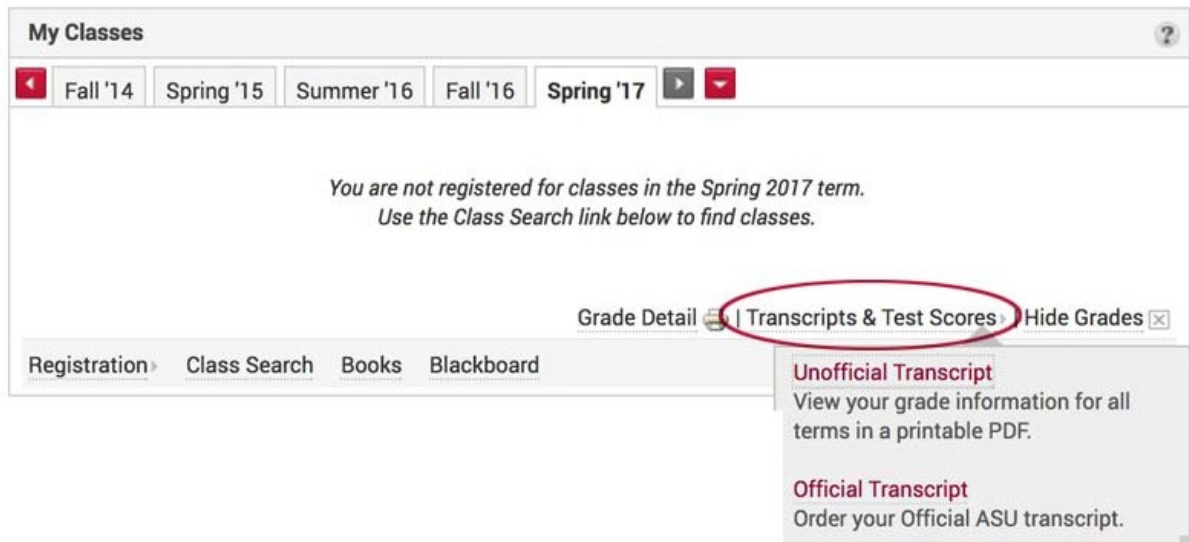 My Classes ?
Fall '14 Spring '15 Summer '16 Fall '16 Spring '17
You are not registered for classes in the Spring 2017 term.
Use the Class Search link below to find classes.
Grade Detail | Transcripts & Test Scores | Hide Grades
Registration Class Search Books Blackboard
Unofficial Transcript
View your grade information for all
terms in a printable PDF.
Official Transcript
Order your Official ASU transcript.